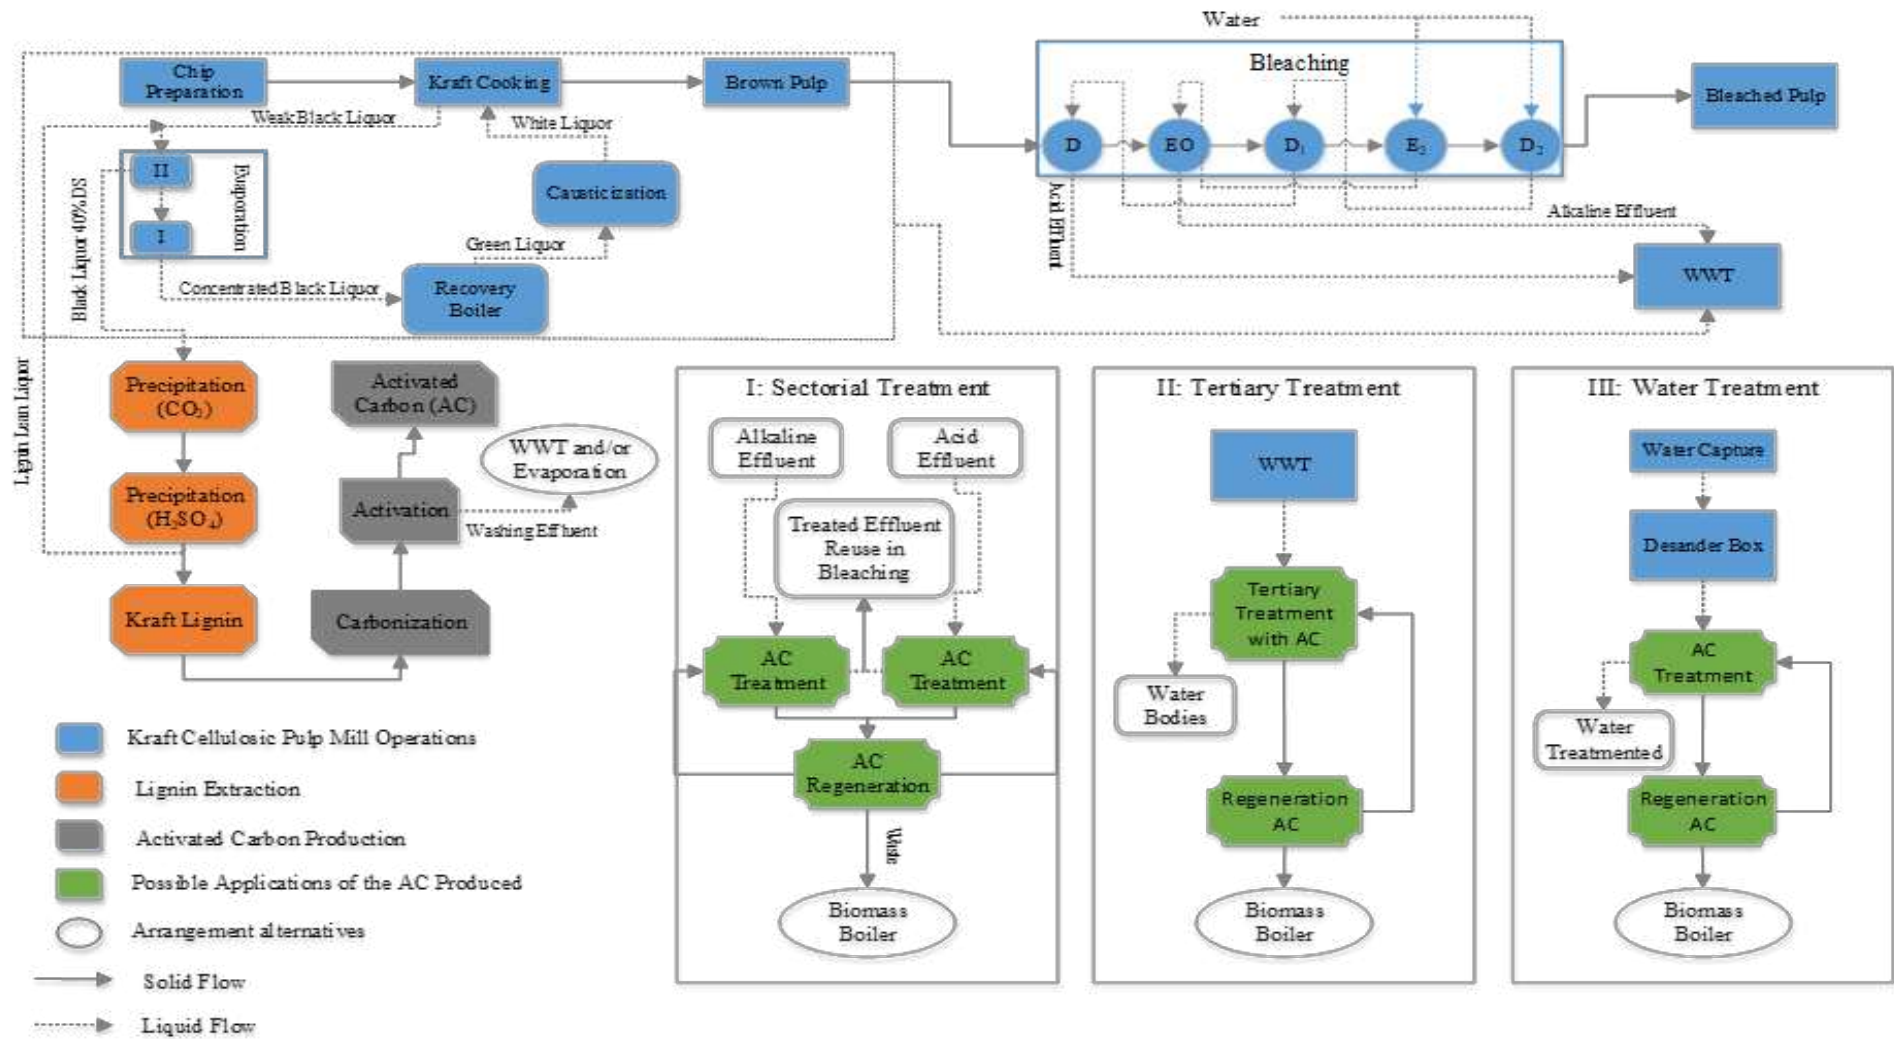 Water
Bleaching
Chip
Preparation
Kraft Cooking
Brown Pulp
Bleached Pulp
Weak Black Liquor
White Liquor
D
EO
D₁
E₂
D₂
II
I
Evaporation
Causticization
Black Liquor 40%DS
Acid Effluent
Alkaline Effluent
Green Liquor
WWT
Concentrated Black Liquor
Recovery
Boiler
Lignin Lean Liquor
Precipitation
(CO₂)
Precipitation
(H₂SO₄)
Kraft Lignin
Activated
Carbon (AC)
WWT and/or
Evaporation
Activation
Washing Effluent
Carbonization
I: Sectorial Treatment
Alkaline
Effluent
Acid
Effluent
Treated Effluent
Reuse in
Bleaching
AC
Treatment
AC
Treatment
AC
Regeneration
Waste
Biomass
Boiler
II: Tertiary Treatment
WWT
Tertiary
Treatment
with AC
Water
Bodies
Regeneration
AC
Biomass
Boiler
III: Water Treatment
Water Capture
Desander Box
AC
Treatment
Water
Treatmented
Regeneration
AC
Biomass
Boiler
Kraft Cellulosic Pulp Mill Operations
Lignin Extraction
Activated Carbon Production
Possible Applications of the AC Produced
Arrangement alternatives
Solid Flow
Liquid Flow